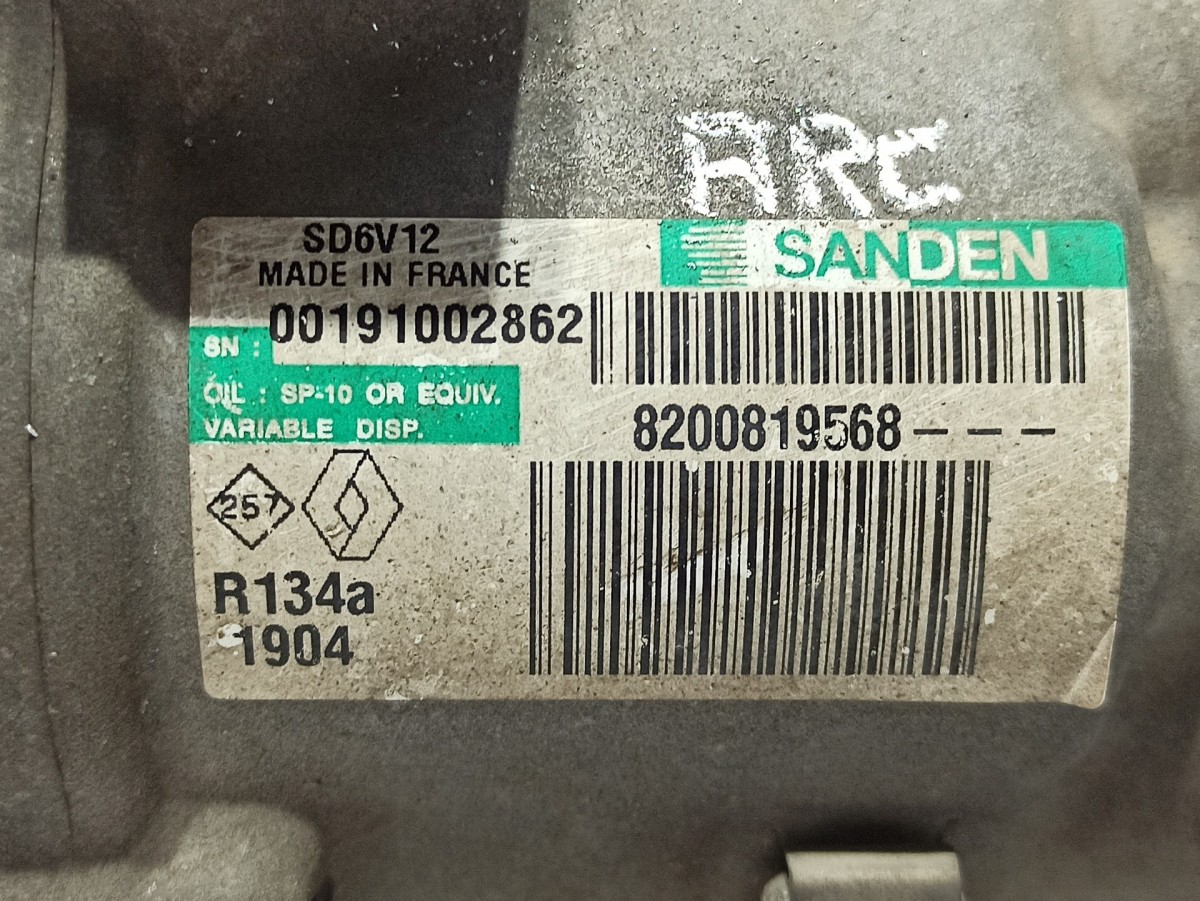 ARC
SD6V12
SANDEN
MADE IN FRANCE
SN : 00191002862
OIL : SP-10 OR EQUIV.
VARIABLE DISP.
8200819568---
257
R134a
1904